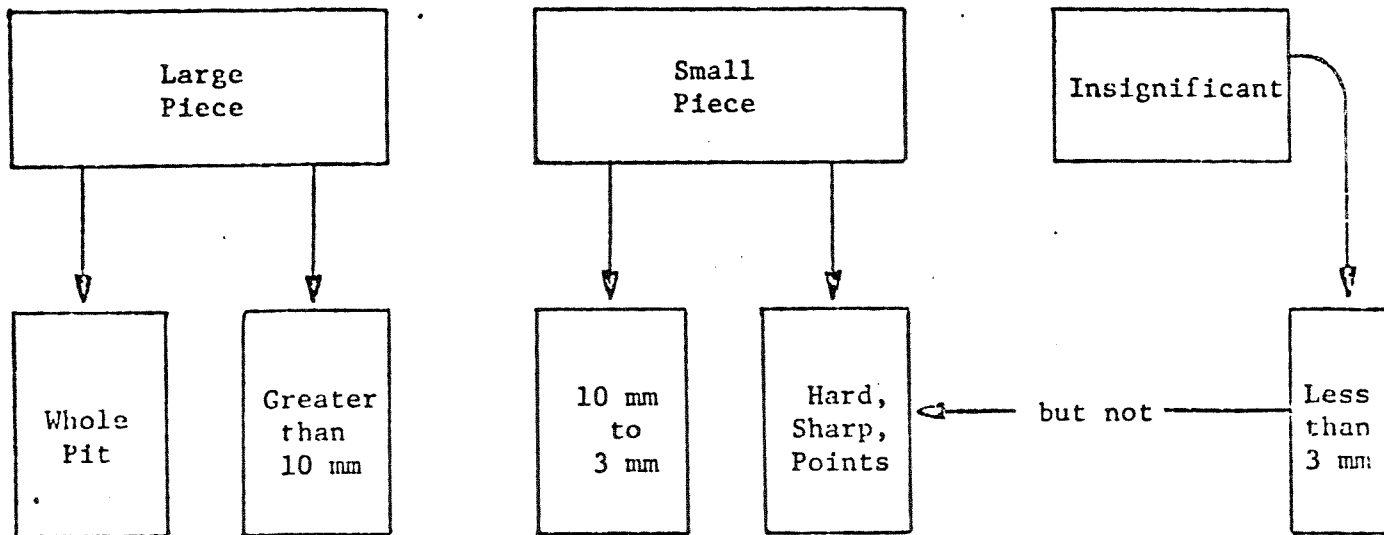 Large
Piece
Small
Piece
Insignificant
Whole
Pit
Greater
than
10 mm
10 mm
to
3 mm
Hard,
Sharp,
Points
but not
Less
than
3 mm